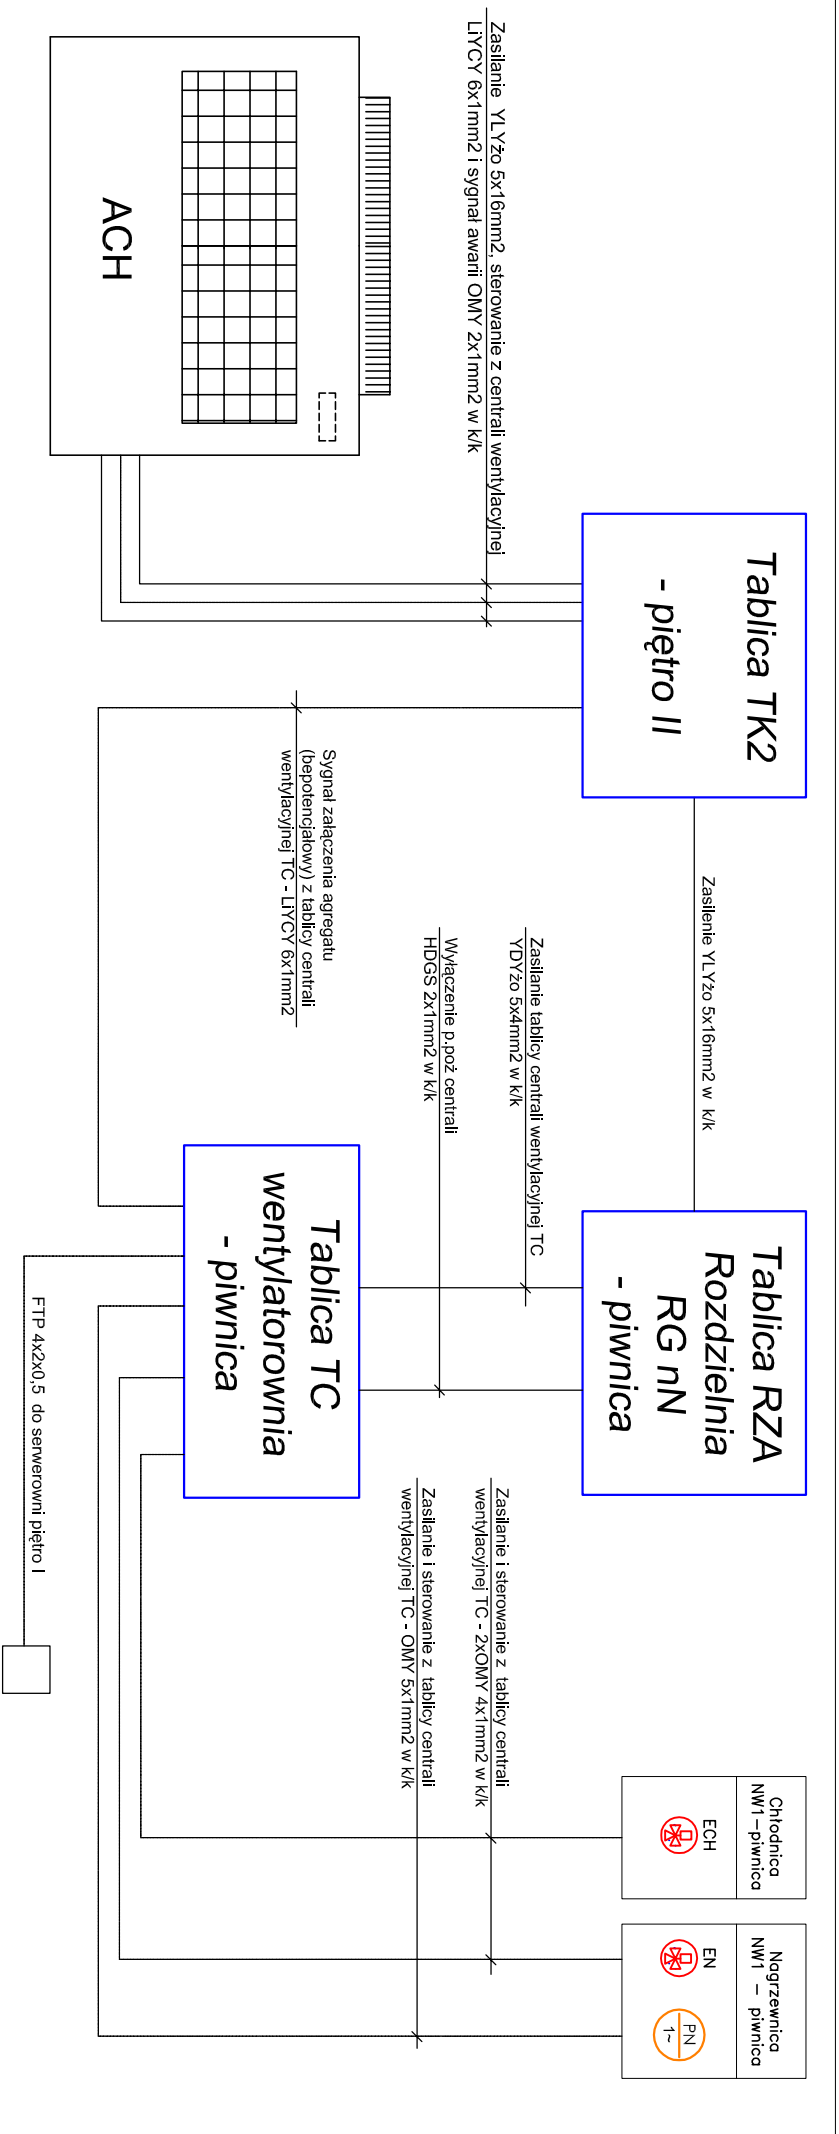 Zasilanie YLYżo 5x16mm2, sterowanie z centrali wentylacyjnej
LiYCY 6x1mm2 i sygnał awarii OMY 2x1mm2 w k/k
ACH
Tablica TK2
- piętro II
Zasilenie YLYżo 5x16mm2 w k/k
Sygnał załączenia agregatu
(bepotencjałowy) z tablicy centrali
wentylacyjnej TC - LiYCY 6x1mm2
Zasilanie tablicy centrali wentylacyjnej TC
YDYżo 5x4mm2 w k/k
Wyłączenie p.poż centrali
HDGS 2x1mm2 w k/k
Tablica RZA
Rozdzielnia
RG nN
- piwnica
Tablica TC
wentylatorownia
- piwnica
FTP 4x2x0,5 do serwerowni piętro I
Zasilanie i sterowanie z tablicy centrali
wentylacyjnej TC - 2xOMY 4x1mm2 w k/k
Zasilanie i sterowanie z tablicy centrali
wentylacyjnej TC - OMY 5x1mm2 w k/k
Chłodnica
NW1-piwnica
ECH
Nagrzewnica
NW1 - piwnica
EN
PN
1~